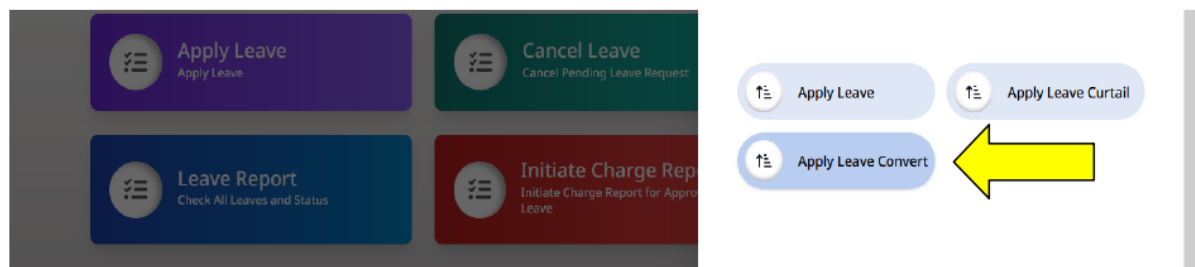 Apply Leave
Apply Leave
Cancel Leave
Cancel Pending Leave Request
Leave Report
Check All Leaves and Status
Initiate Charge Rep
Initiate Charge Report for Approv
Leave
Apply Leave
Apply Leave Curtail
Apply Leave Convert